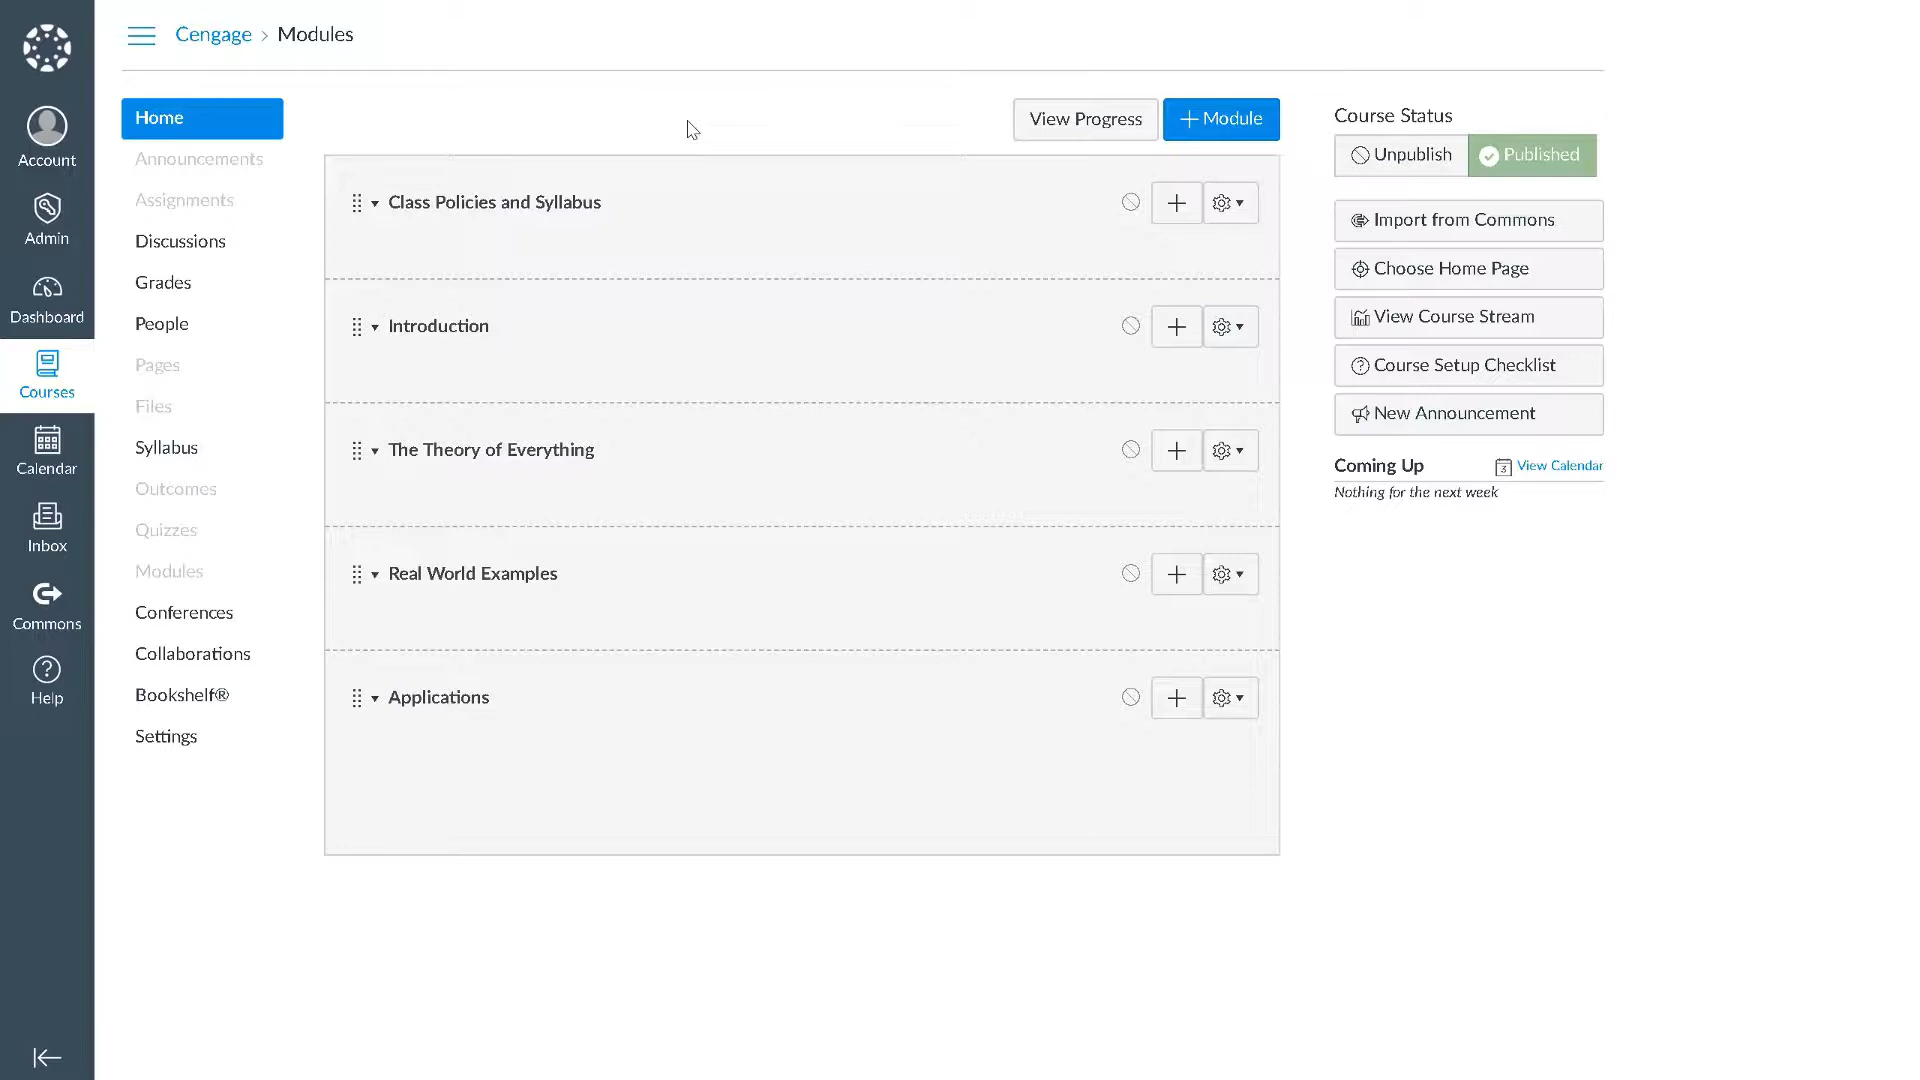 Cengage > Modules
Account
Admin
Dashboard
Courses
Calendar
Inbox
Commons
Help
Home
Announcements
Assignments
Discussions
Grades
People
Pages
Files
Syllabus
Outcomes
Quizzes
Modules
Conferences
Collaborations
Bookshelf®
Settings
View Progress
Module
Class Policies and Syllabus
Introduction
The Theory of Everything
Real World Examples
Applications
Course Status
Unpublish Published
Import from Commons
Choose Home Page
View Course Stream
Course Setup Checklist
New Announcement
Coming Up 3 View Calendar
Nothing for the next week